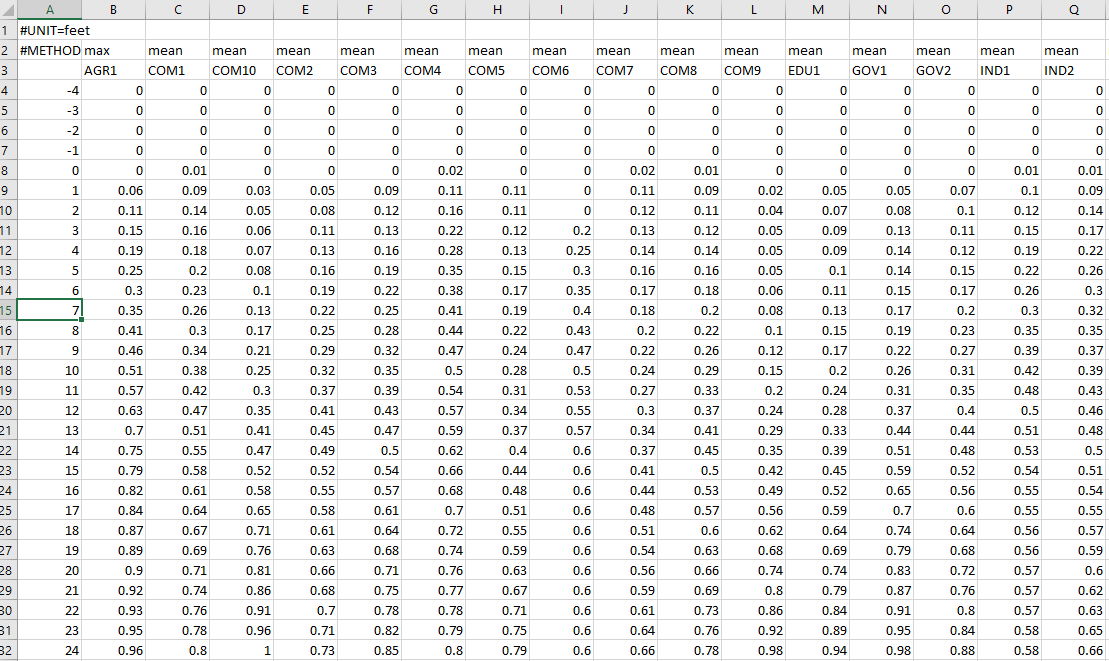 A B C D E F G H I J K L M N O P Q
1 #UNIT=feet
2 #METHOD max mean mean mean mean mean mean mean mean mean mean mean mean mean mean mean
3 AGR1 COM1 COM10 COM2 COM3 COM4 COM5 COM6 COM7 COM8 COM9 EDU1 GOV1 GOV2 IND1 IND2
4 -4 0 0 0 0 0 0 0 0 0 0 0 0 0 0 0 0
5 -3 0 0 0 0 0 0 0 0 0 0 0 0 0 0 0 0
6 -2 0 0 0 0 0 0 0 0 0 0 0 0 0 0 0 0
7 -1 0 0 0 0 0 0 0 0 0 0 0 0 0 0 0 0
8 0 0 0.01 0 0 0 0.02 0 0 0.02 0.01 0 0 0 0 0.01 0.01
9 1 0.06 0.09 0.03 0.05 0.09 0.11 0.11 0 0.11 0.09 0.02 0.05 0.05 0.07 0.1 0.09
10 2 0.11 0.14 0.05 0.08 0.12 0.16 0.11 0 0.12 0.11 0.04 0.07 0.08 0.1 0.12 0.14
11 3 0.15 0.16 0.06 0.11 0.13 0.22 0.12 0.2 0.13 0.12 0.05 0.09 0.13 0.11 0.15 0.17
12 4 0.19 0.18 0.07 0.13 0.16 0.28 0.13 0.25 0.14 0.14 0.05 0.09 0.14 0.12 0.19 0.22
13 5 0.25 0.2 0.08 0.16 0.19 0.35 0.15 0.3 0.16 0.16 0.05 0.1 0.14 0.15 0.22 0.26
14 6 0.3 0.23 0.1 0.19 0.22 0.38 0.17 0.35 0.17 0.18 0.06 0.11 0.15 0.17 0.26 0.3
15 7 0.35 0.26 0.13 0.22 0.25 0.41 0.19 0.4 0.18 0.2 0.08 0.13 0.17 0.2 0.3 0.32
16 8 0.41 0.3 0.17 0.25 0.28 0.44 0.22 0.43 0.2 0.22 0.1 0.15 0.19 0.23 0.35 0.35
17 9 0.46 0.34 0.21 0.29 0.32 0.47 0.24 0.47 0.22 0.26 0.12 0.17 0.22 0.27 0.39 0.37
18 10 0.51 0.38 0.25 0.32 0.35 0.5 0.28 0.5 0.24 0.29 0.15 0.2 0.26 0.31 0.42 0.39
19 11 0.57 0.42 0.3 0.37 0.39 0.54 0.31 0.53 0.27 0.33 0.2 0.24 0.31 0.35 0.48 0.43
20 12 0.63 0.47 0.35 0.41 0.43 0.57 0.34 0.55 0.3 0.37 0.24 0.28 0.37 0.4 0.5 0.46
21 13 0.7 0.51 0.41 0.45 0.47 0.59 0.37 0.57 0.34 0.41 0.29 0.33 0.44 0.44 0.51 0.48
22 14 0.75 0.55 0.47 0.49 0.5 0.62 0.4 0.6 0.37 0.45 0.35 0.39 0.51 0.48 0.53 0.5
23 15 0.79 0.58 0.52 0.52 0.54 0.66 0.44 0.6 0.41 0.5 0.42 0.45 0.59 0.52 0.54 0.51
24 16 0.82 0.61 0.58 0.55 0.57 0.68 0.48 0.6 0.44 0.53 0.49 0.52 0.65 0.56 0.55 0.54
25 17 0.84 0.64 0.65 0.58 0.61 0.7 0.51 0.6 0.48 0.57 0.56 0.59 0.7 0.6 0.55 0.55
26 18 0.87 0.67 0.71 0.61 0.64 0.72 0.55 0.6 0.51 0.6 0.62 0.64 0.74 0.64 0.56 0.57
27 19 0.89 0.69 0.76 0.63 0.68 0.74 0.59 0.6 0.54 0.63 0.68 0.69 0.79 0.68 0.56 0.59
28 20 0.9 0.71 0.81 0.66 0.71 0.76 0.63 0.6 0.56 0.66 0.74 0.74 0.83 0.72 0.57 0.6
29 21 0.92 0.74 0.86 0.68 0.75 0.77 0.67 0.6 0.59 0.69 0.8 0.79 0.87 0.76 0.57 0.62
30 22 0.93 0.76 0.91 0.7 0.78 0.78 0.71 0.6 0.61 0.73 0.86 0.84 0.91 0.8 0.57 0.63
31 23 0.95 0.78 0.96 0.71 0.82 0.79 0.75 0.6 0.64 0.76 0.92 0.89 0.95 0.84 0.58 0.65
32 24 0.96 0.8 1 0.73 0.85 0.8 0.79 0.6 0.66 0.78 0.98 0.94 0.98 0.88 0.58 0.66